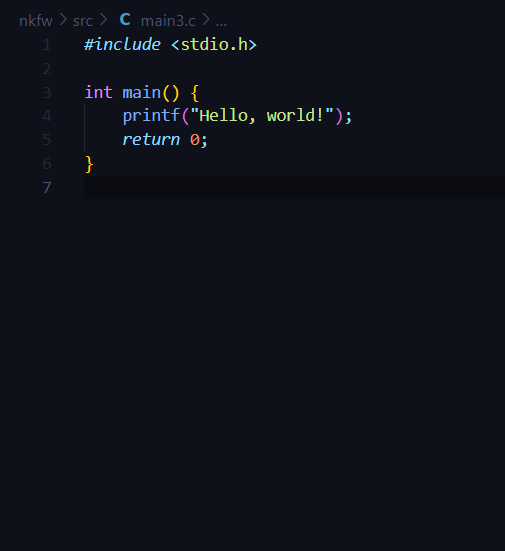 nkfw > src > C main3.c > ...
1 #include <stdio.h>
2
3 int main() {
4     printf("Hello, world!");
5     return 0;
6 }
7